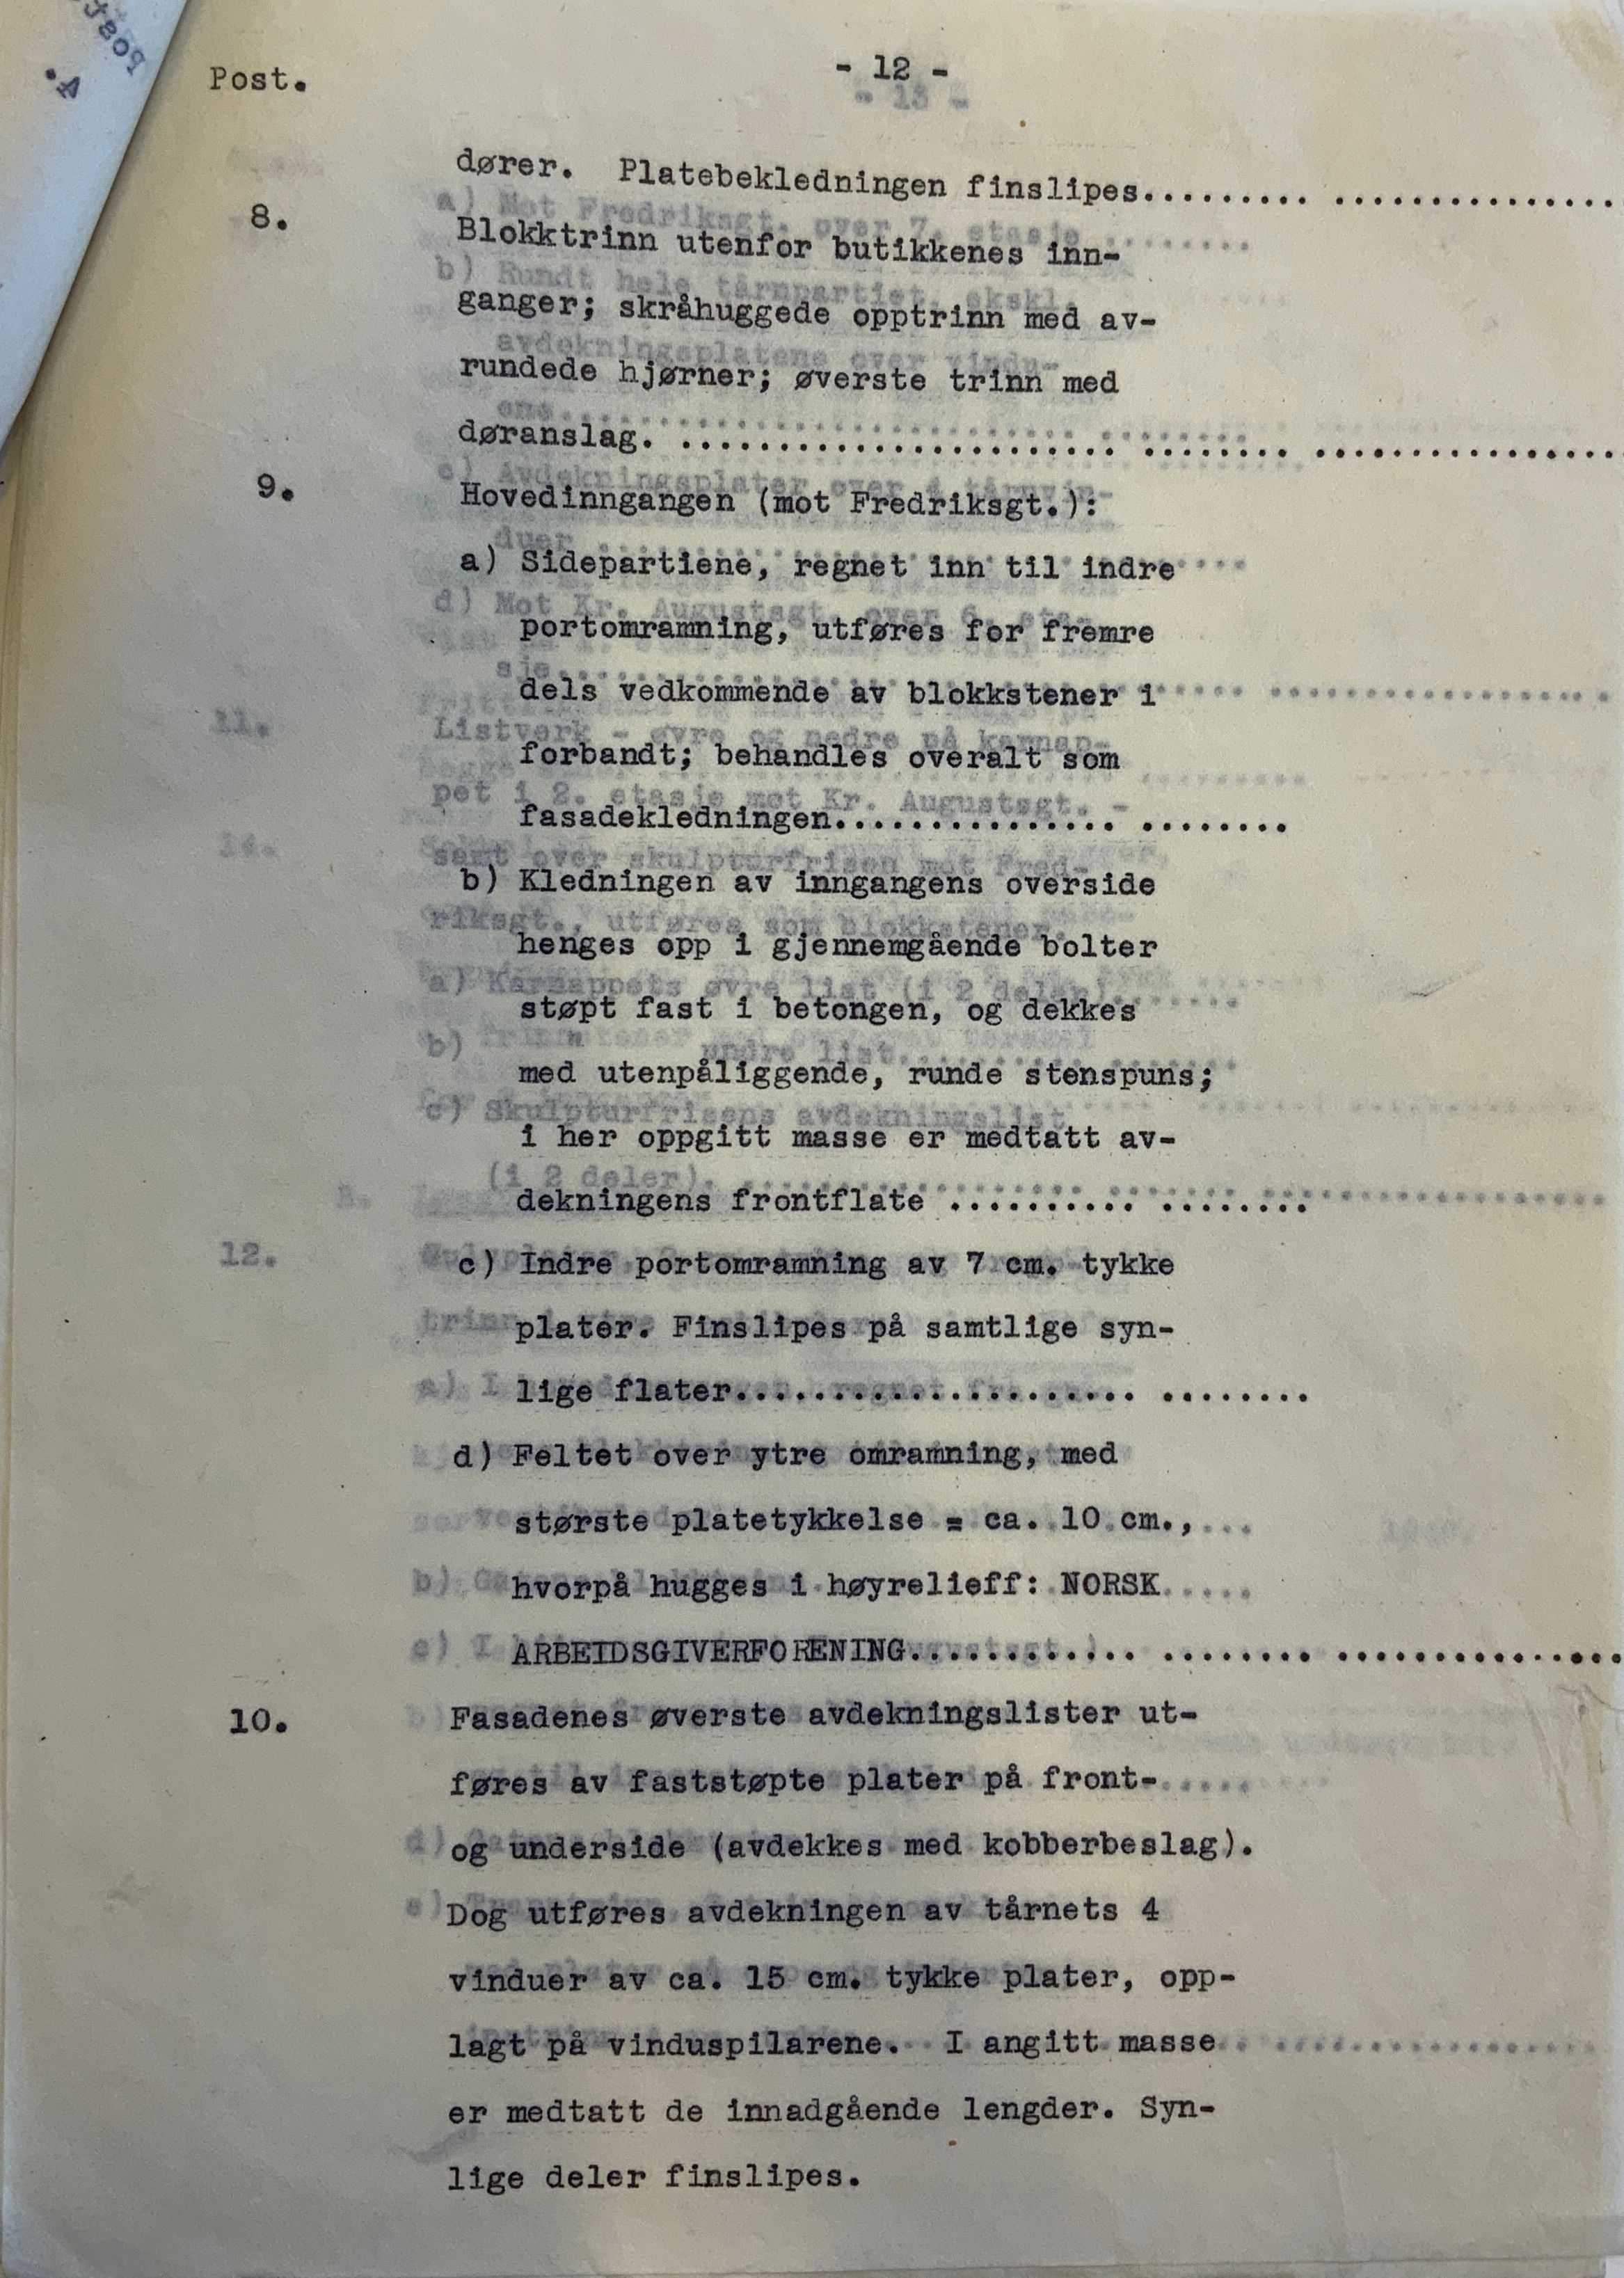 Post.
- 12 -
dører. Platebekledningen finslipes......... ...............
8. Blokktrinn utenfor butikkenes inn-
ganger; skråhuggede opptrinn med av-
rundede hjørner; øverste trinn med
døranslag. ...................... ........ ................
9. Hovedinngangen (mot Fredriksgt.):
a) Sidepartiene, regnet inn til indre
portomramning, utføres for fremre
dels vedkommende av blokkstener i
forbandt; behandles overalt som
fasadekledningen............... ........
b) Kledningen av inngangens overside
henges opp i gjennemgående bolter
støpt fast i betongen, og dekkes
med utenpåliggende, runde stenspuns;
i her oppgitt masse er medtatt av-
dekningens frontflate .......... ........
c) Indre portomramning av 7 cm. tykke
plater. Finslipes på samtlige syn-
lige flater..................... ........
d) Feltet over ytre omramning, med
største platetykkelse = ca. 10 cm.,
hvorpå hugges i høyrelieff: NORSK
ARBEIDSGIVERFORENING............ ......... ...............
10. Fasadenes øverste avdekningslister ut-
føres av faststøpte plater på front-
og underside (avdekkes med kobberbeslag).
Dog utføres avdekningen av tårnets 4
vinduer av ca. 15 cm. tykke plater, opp-
lagt på vinduspilarene. I angitt masse
er medtatt de innadgående lengder. Syn-
lige deler finslipes.